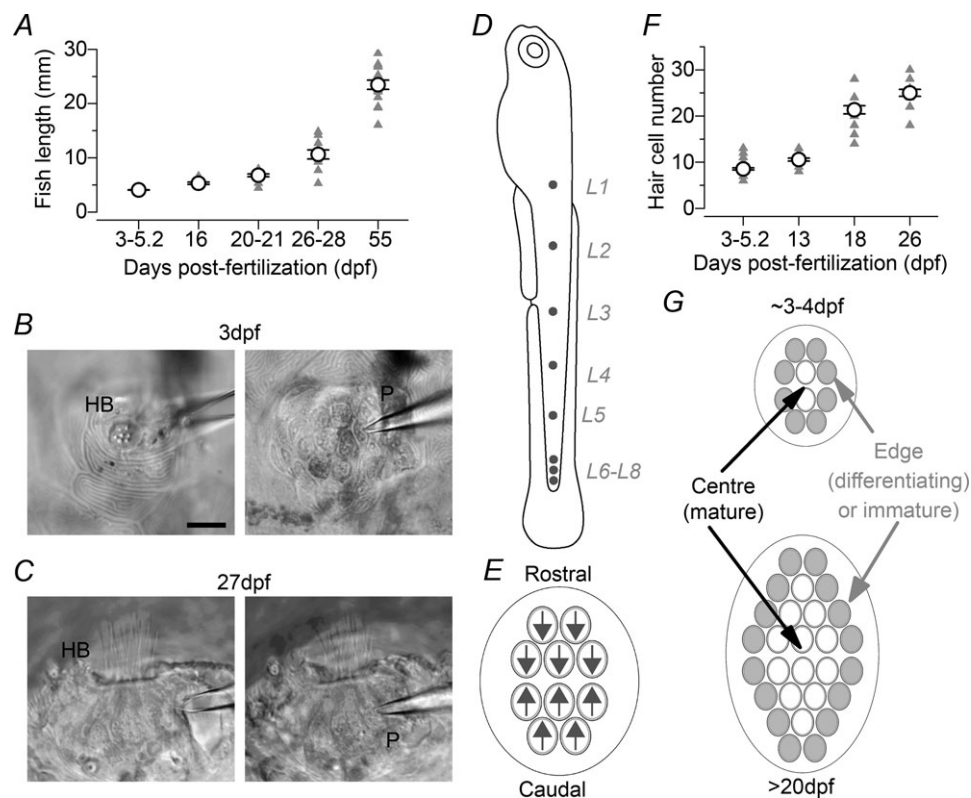 A
Fish length (mm)
30
20
10
0
3-5.2 16 20-21 26-28 55
Days post-fertilization (dpf)
B
3dpf
HB
P
C
27dpf
HB
P
D
L1
L2
L3
L4
L5
L6-L8
E
Rostral
Caudal
F
Hair cell number
30
20
10
0
3-5.2 13 18 26
Days post-fertilization (dpf)
G
~3-4dpf
Centre
(mature)
Edge
(differentiating)
or immature)
>20dpf